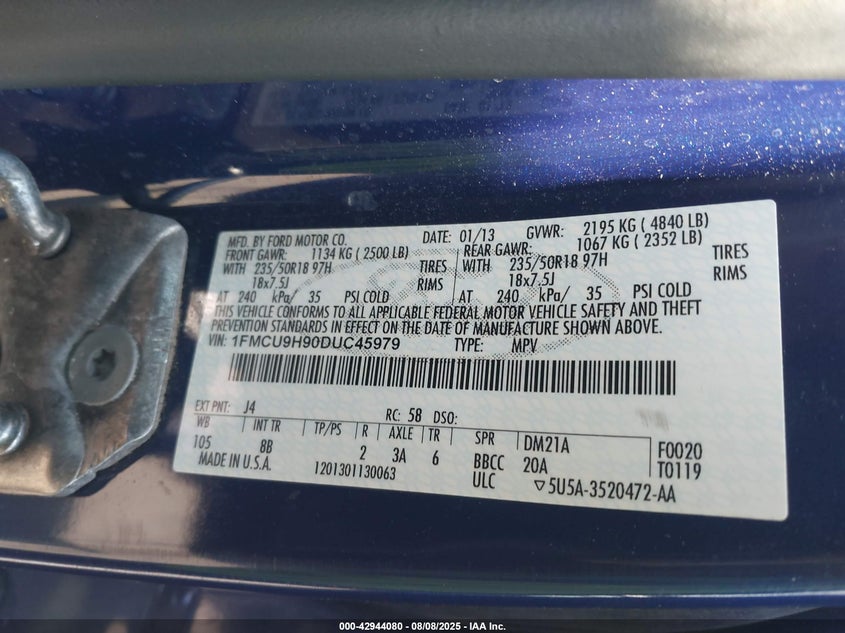 MFD. BY FORD MOTOR CO. DATE: 01/13 GVWR: 2195 KG ( 4840 LB)
FRONT GAWR: 1134 KG ( 2500 LB) REAR GAWR: 1067 KG ( 2352 LB)
WITH 235/50R18 97H TIRES WITH 235/50R18 97H TIRES
18x7.5J RIMS 18x7.5J RIMS
AT 240 kPa/ 35 PSI COLD AT 240 kPa/ 35 PSI COLD
THIS VEHICLE CONFORMS TO ALL APPLICABLE FEDERAL MOTOR VEHICLE SAFETY AND THEFT
PREVENTION STANDARDS IN EFFECT ON THE DATE OF MANUFACTURE SHOWN ABOVE.
VIN: 1FMCU9H90DUC45979 TYPE: MPV
EXT PNT: J4 RC: 58 DSO:
WB INT TR TP/PS R AXLE TR SPR DM21A F0020
105 8B 2 3A 6 BBCC 20A T0119
MADE IN U.S.A. 1201301130063 ULC ▽5U5A-3520472-AA
000-42944080 - 08/08/2025 - IAA Inc.